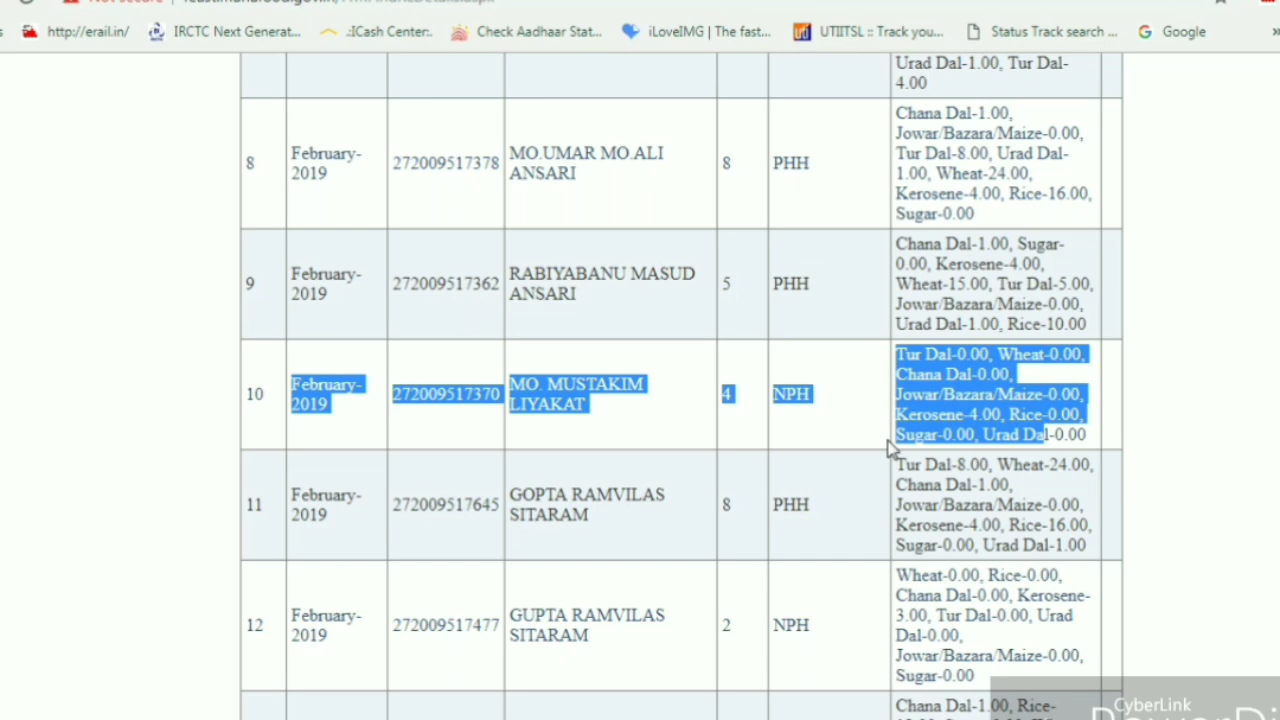 http://erail.in/ IRCTC Next Generat... .:ICash Center:. Check Aadhaar Stat... iLoveIMG | The fast... UTIITSL :: Track you... Status Track search ... Google »
Urad Dal-1.00, Tur Dal-
4.00
8 February-
2019 272009517378 MO.UMAR MO.ALI
ANSARI 8 PHH Chana Dal-1.00,
Jowar/Bazara/Maize-0.00,
Tur Dal-8.00, Urad Dal-
1.00, Wheat-24.00,
Kerosene-4.00, Rice-16.00,
Sugar-0.00
9 February-
2019 272009517362 RABIYABANU MASUD
ANSARI 5 PHH Chana Dal-1.00, Sugar-
0.00, Kerosene-4.00,
Wheat-15.00, Tur Dal-5.00,
Jowar/Bazara/Maize-0.00,
Urad Dal-1.00, Rice-10.00
10 February-
2019 272009517370 MO. MUSTAKIM
LIYAKAT 4 NPH Tur Dal-0.00, Wheat-0.00,
Chana Dal-0.00,
Jowar/Bazara/Maize-0.00,
Kerosene-4.00, Rice-0.00,
Sugar-0.00, Urad Dal-0.00
11 February-
2019 272009517645 GOPTA RAMVILAS
SITARAM 8 PHH Tur Dal-8.00, Wheat-24.00,
Chana Dal-1.00,
Jowar/Bazara/Maize-0.00,
Kerosene-4.00, Rice-16.00,
Sugar-0.00, Urad Dal-1.00
12 February-
2019 272009517477 GUPTA RAMVILAS
SITARAM 2 NPH Wheat-0.00, Rice-0.00,
Chana Dal-0.00, Kerosene-
3.00, Tur Dal-0.00, Urad
Dal-0.00,
Jowar/Bazara/Maize-0.00,
Sugar-0.00
Chana Dal-1.00, Rice-
CyberLink